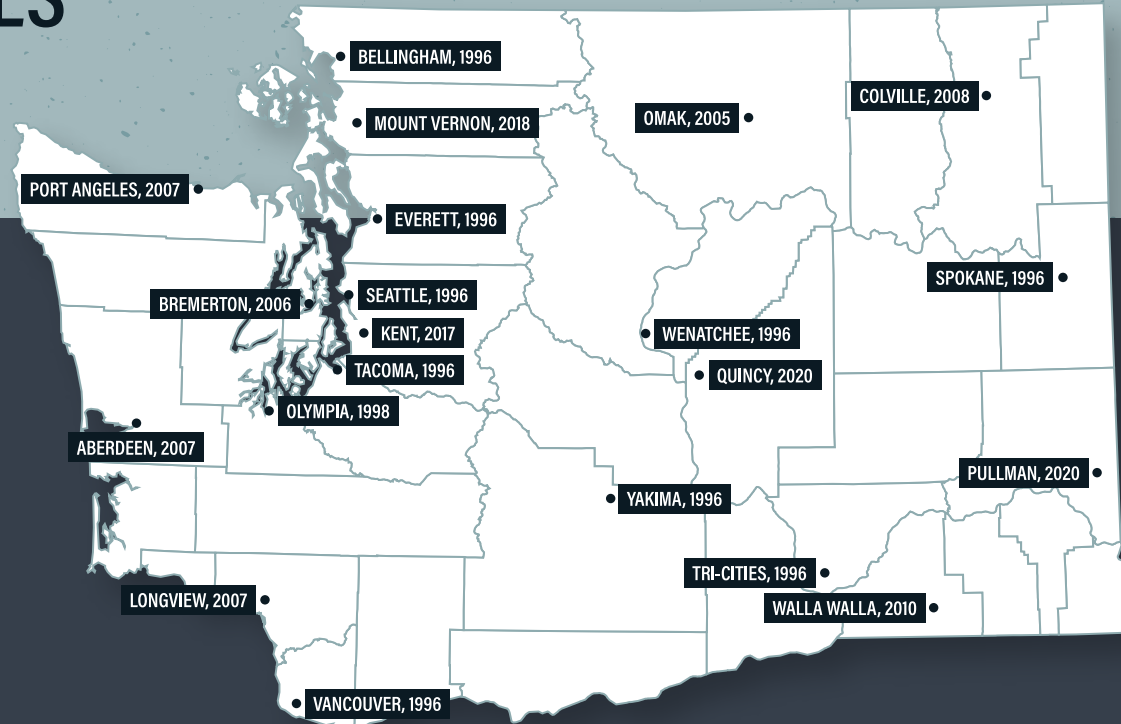 ES
BELLINGHAM, 1996
COLVILLE, 2008
OMAK, 2005
MOUNT VERNON, 2018
PORT ANGELES, 2007
EVERETT, 1996
SPOKANE, 1996
BREMERTON, 2006
SEATTLE, 1996
KENT, 2017
WENATCHEE, 1996
TACOMA, 1996
QUINCY, 2020
OLYMPIA, 1998
ABERDEEN, 2007
PULLMAN, 2020
YAKIMA, 1996
TRI-CITIES, 1996
LONGVIEW, 2007
WALLA WALLA, 2010
VANCOUVER, 1996